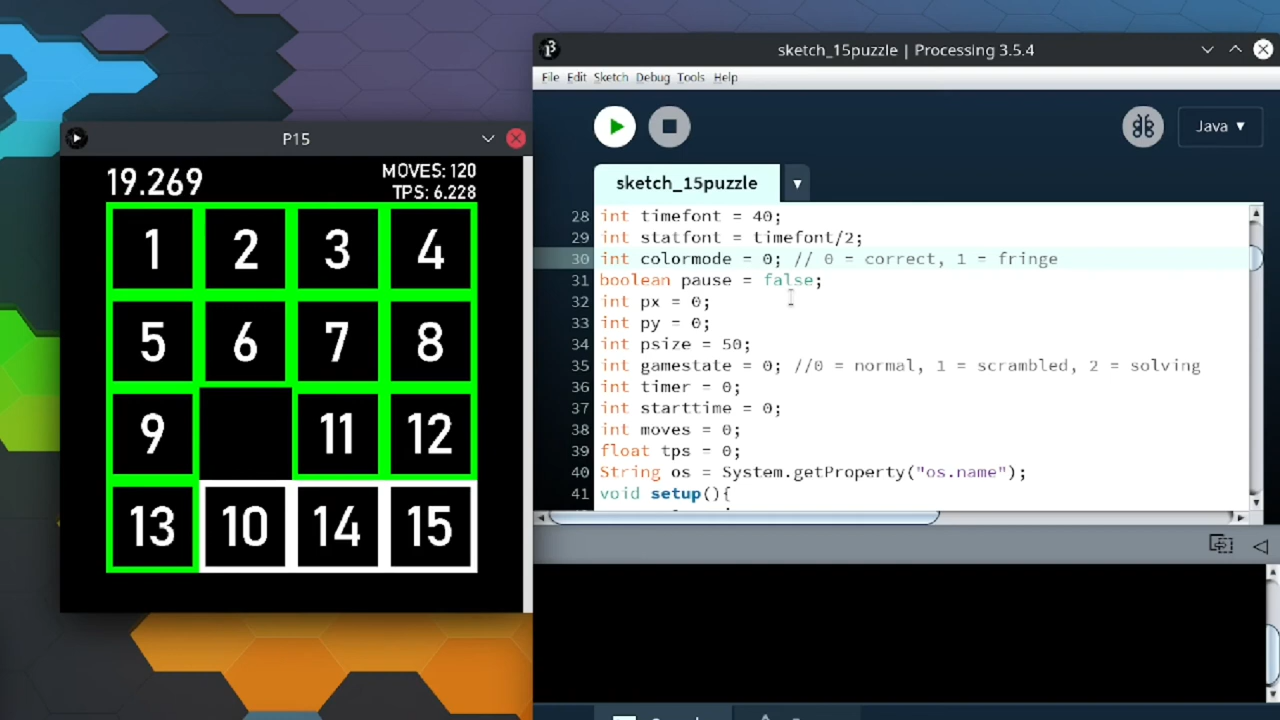 sketch_15puzzle | Processing 3.5.4
File Edit Sketch Debug Tools Help
Java ▼
sketch_15puzzle ▼
28 int timefont = 40;
29 int statfont = timefont/2;
30 int colormode = 0; // 0 = correct, 1 = fringe
31 boolean pause = false;
32 int px = 0;
33 int py = 0;
34 int psize = 50;
35 int gamestate = 0; //0 = normal, 1 = scrambled, 2 = solving
36 int timer = 0;
37 int starttime = 0;
38 int moves = 0;
39 float tps = 0;
40 String os = System.getProperty("os.name");
41 void setup(){
P15
19.269
MOVES: 120
TPS: 6.228
1 2 3 4
5 6 7 8
9 11 12
13 10 14 15